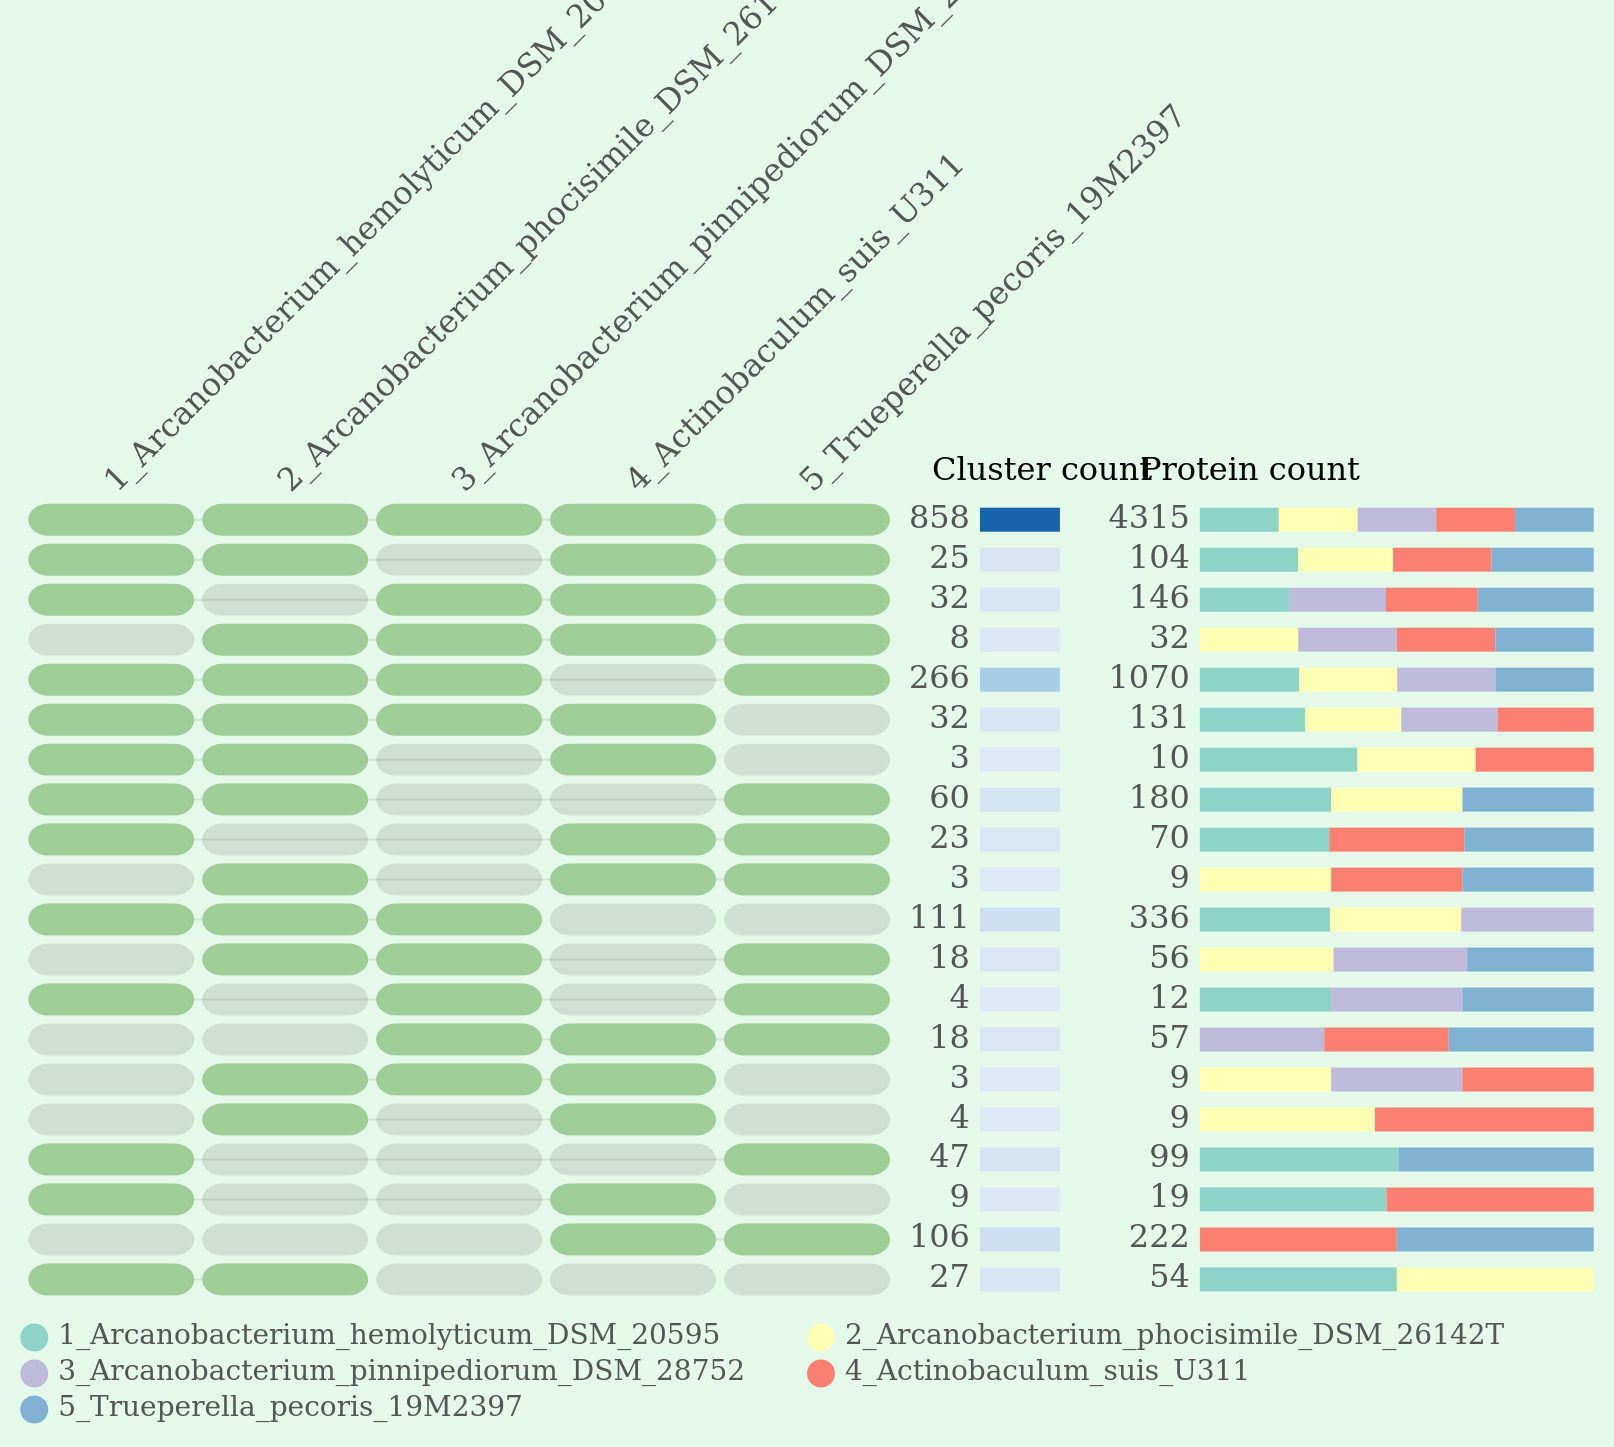 1_Arcanobacterium_hemolyticum_DSM_20
2_Arcanobacterium_phocisimile_DSM_261
3_Arcanobacterium_pinnipediorum_DSM_2
4_Actinobaculum_suis_U311
5_Trueperella_pecoris_19M2397
Cluster count Protein count
858 4315
25 104
32 146
8 32
266 1070
32 131
3 10
60 180
23 70
3 9
111 336
18 56
4 12
18 57
3 9
4 9
47 99
9 19
106 222
27 54
1_Arcanobacterium_hemolyticum_DSM_20595 2_Arcanobacterium_phocisimile_DSM_26142T
3_Arcanobacterium_pinnipediorum_DSM_28752 4_Actinobaculum_suis_U311
5_Trueperella_pecoris_19M2397